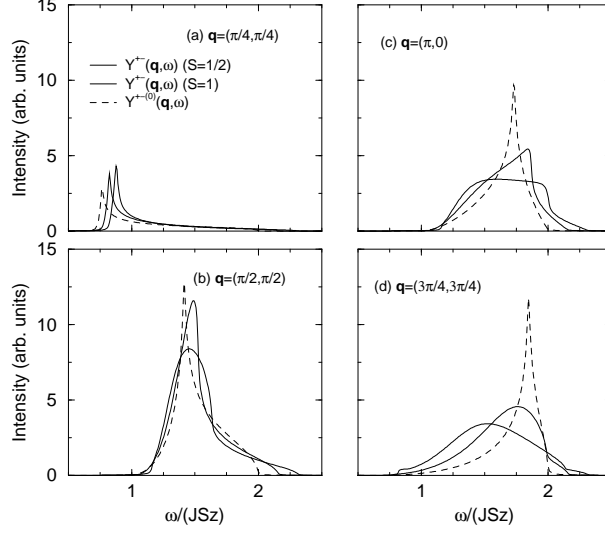 15
(a) q=(π/4,π/4)
Y+−(q,ω) (S=1/2)
Y+−(q,ω) (S=1)
Y+−(0)(q,ω)
10
5
0
Intensity (arb. units)
(c) q=(π,0)
15
(b) q=(π/2,π/2)
10
5
0
Intensity (arb. units)
1
2
ω/(JSz)
(d) q=(3π/4,3π/4)
1
2
ω/(JSz)